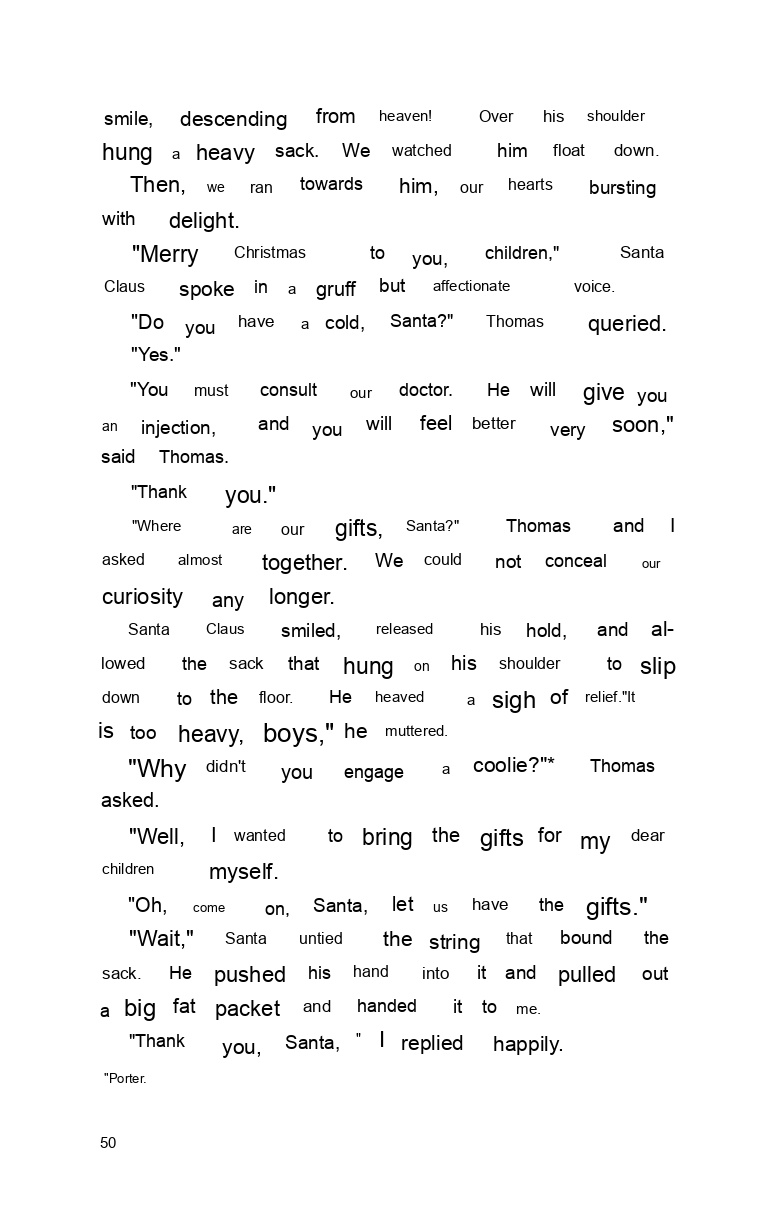 smile, descending from heaven! Over his shoulder
hung a heavy sack. We watched him float down.
Then, we ran towards him, our hearts bursting
with delight.
"Merry Christmas to you, children," Santa
Claus spoke in a gruff but affectionate voice.
"Do you have a cold, Santa?" Thomas queried.
"Yes."
"You must consult our doctor. He will give you
an injection, and you will feel better very soon,"
said Thomas.
"Thank you."
"Where are our gifts, Santa?" Thomas and I
asked almost together. We could not conceal our
curiosity any longer.
Santa Claus smiled, released his hold, and al-
lowed the sack that hung on his shoulder to slip
down to the floor. He heaved a sigh of relief."It
is too heavy, boys," he muttered.
"Why didn't you engage a coolie?"* Thomas
asked.
"Well, I wanted to bring the gifts for my dear
children myself.
"Oh, come on, Santa, let us have the gifts."
"Wait," Santa untied the string that bound the
sack. He pushed his hand into it and pulled out
a big fat packet and handed it to me.
"Thank you, Santa, " I replied happily.
"Porter.
50